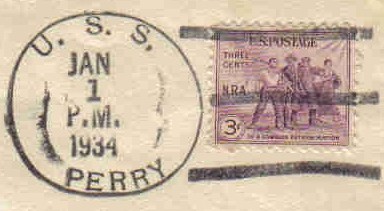 U. S. S.
JAN
1
P.M.
1934
PERRY
U.S. POSTAGE
THREE
CENTS
N.R.A.
3¢